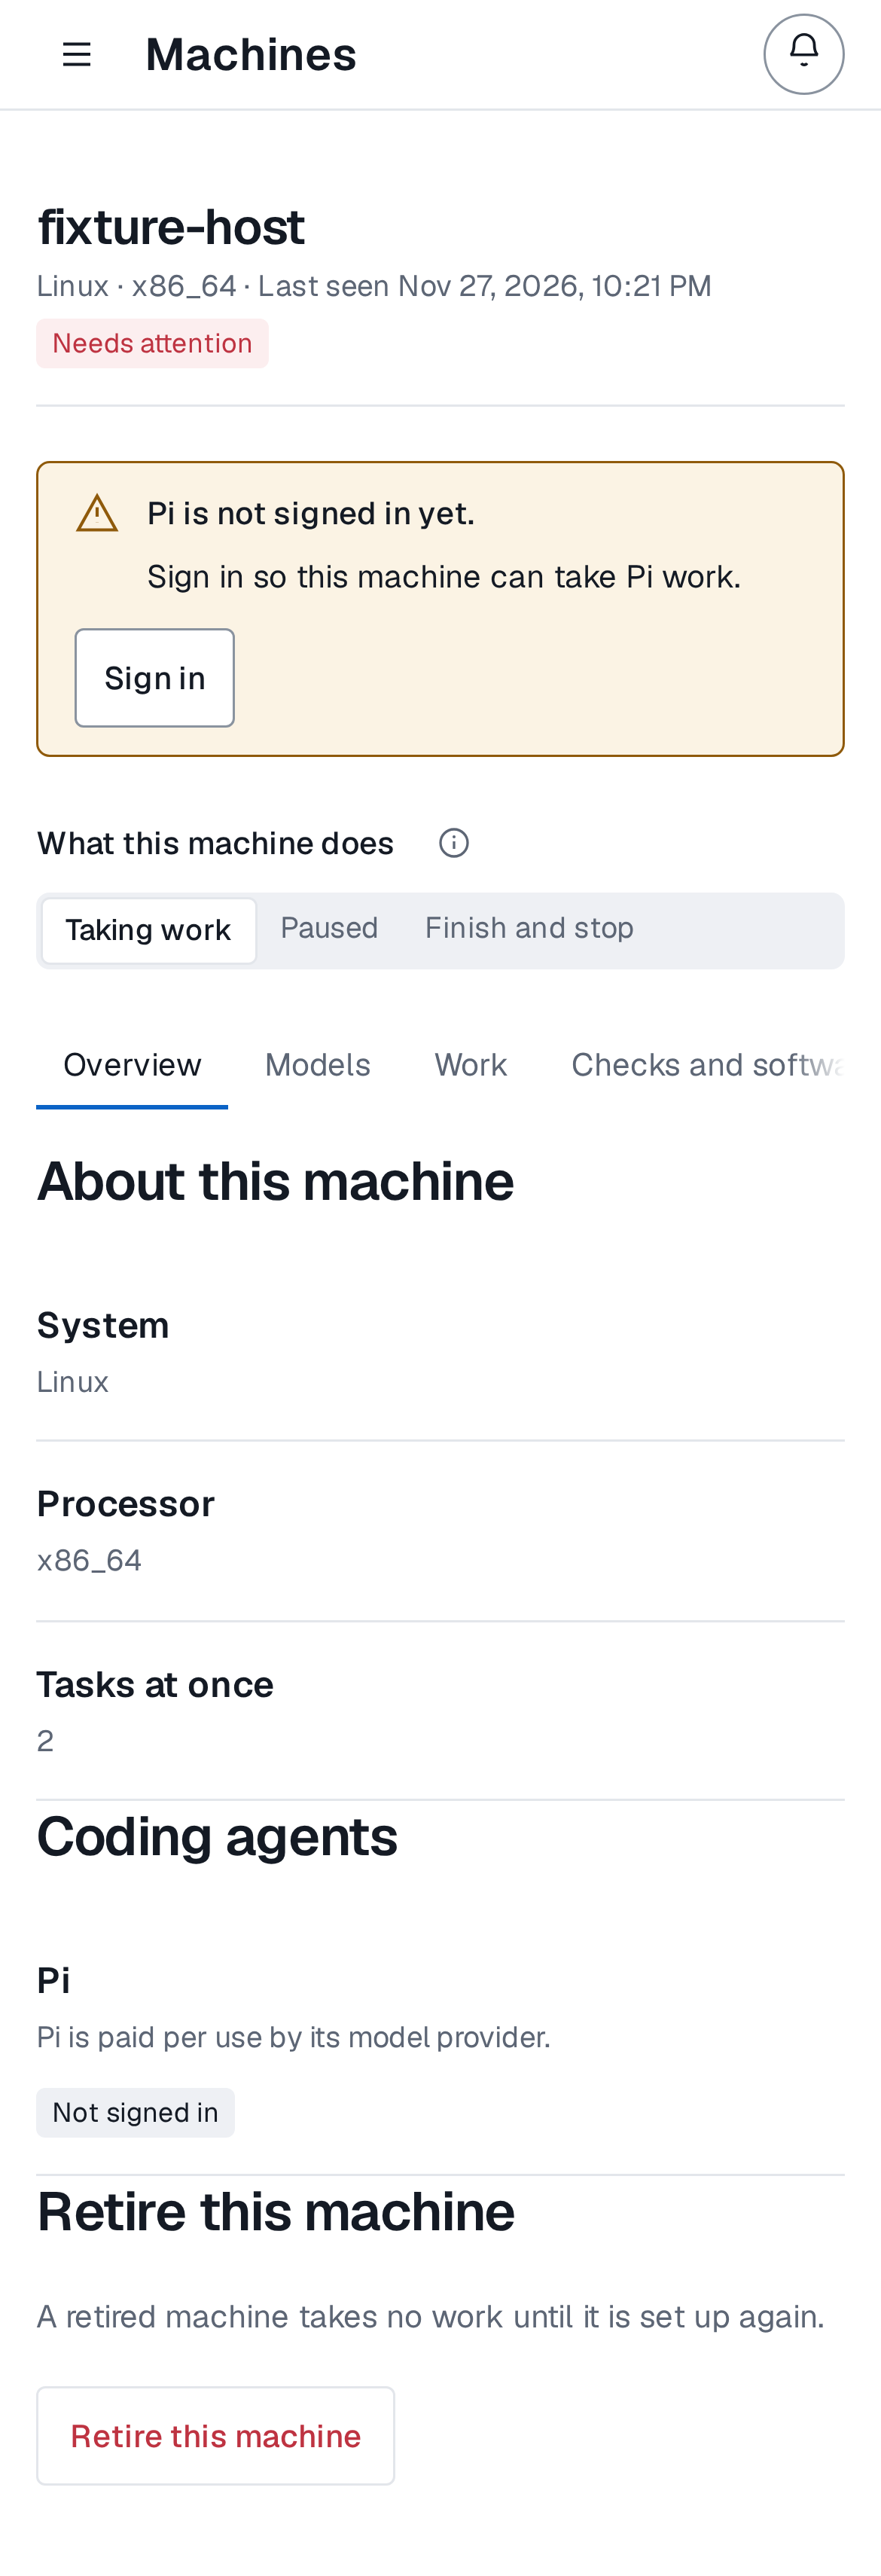 Machines
fixture-host
Linux · x86_64 · Last seen Nov 27, 2026, 10:21 PM
Needs attention
Pi is not signed in yet.
Sign in so this machine can take Pi work.
Sign in
What this machine does
Taking work Paused Finish and stop
Overview Models Work Checks and softwa
About this machine
System
Linux
Processor
x86_64
Tasks at once
2
Coding agents
Pi
Pi is paid per use by its model provider.
Not signed in
Retire this machine
A retired machine takes no work until it is set up again.
Retire this machine